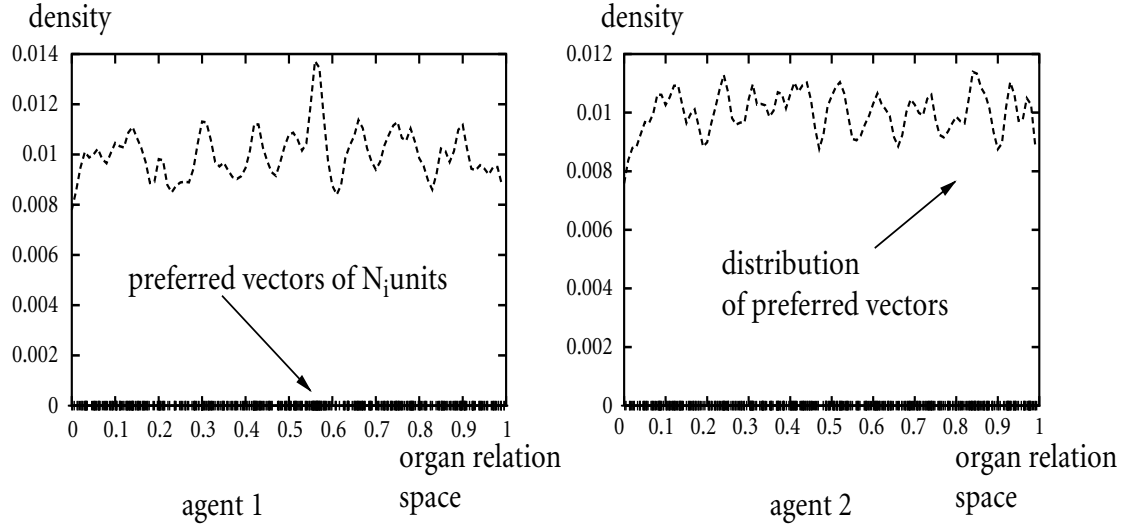 density
0.014
0.012
0.01
0.008
0.006
0.004
0.002
0
preferred vectors of Niunits
0 0.1 0.2 0.3 0.4 0.5 0.6 0.7 0.8 0.9 1
organ relation
space
agent 1
density
0.012
0.01
0.008
0.006
0.004
0.002
0
distribution
of preferred vectors
0 0.1 0.2 0.3 0.4 0.5 0.6 0.7 0.8 0.9 1
organ relation
space
agent 2